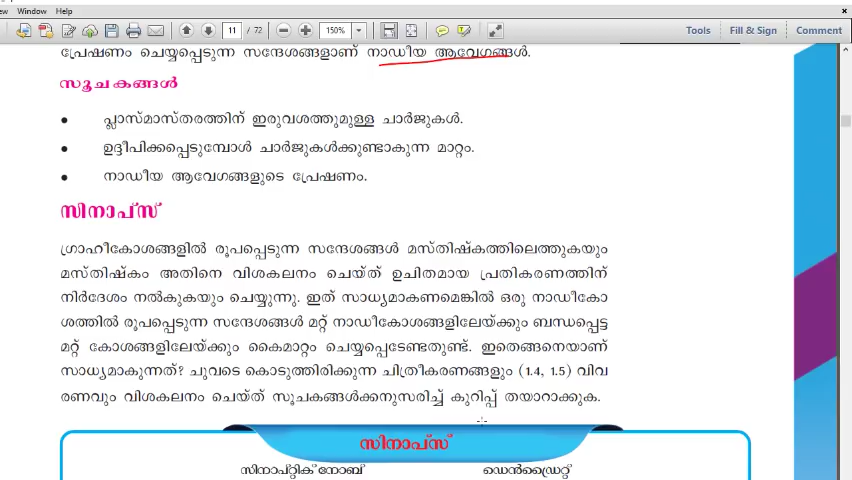 Window Help
11 / 72
150%
Tools Fill & Sign Comment
പ്രേഷണം ചെയ്യപ്പെടുന്ന സന്ദേശങ്ങളാണ് നാഡീയ ആവേഗങ്ങൾ.
സൂചകങ്ങൾ
• പ്ലാസ്മാസ്തരത്തിന് ഇരുവശത്തുമുള്ള ചാർജുകൾ.
• ഉദ്ദീപിക്കപ്പെടുമ്പോൾ ചാർജുകൾക്കുണ്ടാകുന്ന മാറ്റം.
• നാഡീയ ആവേഗങ്ങളുടെ പ്രേഷണം.
സിനാപ്സ്
ഗ്രാഹീകോശങ്ങളിൽ രൂപപ്പെടുന്ന സന്ദേശങ്ങൾ മസ്തിഷ്കത്തിലെത്തുകയും
മസ്തിഷ്കം അതിനെ വിശകലനം ചെയ്ത് ഉചിതമായ പ്രതികരണത്തിന്
നിർദേശം നൽകുകയും ചെയ്യുന്നു. ഇത് സാധ്യമാകണമെങ്കിൽ ഒരു നാഡീകോ
ശത്തിൽ രൂപപ്പെടുന്ന സന്ദേശങ്ങൾ മറ്റ് നാഡീകോശങ്ങളിലേയ്ക്കും ബന്ധപ്പെട്ട
മറ്റ് കോശങ്ങളിലേയ്ക്കും കൈമാറ്റം ചെയ്യപ്പെടേണ്ടതുണ്ട്. ഇതെങ്ങനെയാണ്
സാധ്യമാകുന്നത്? ചുവടെ കൊടുത്തിരിക്കുന്ന ചിത്രീകരണങ്ങളും (1.4, 1.5) വിവ
രണവും വിശകലനം ചെയ്ത് സൂചകങ്ങൾക്കനുസരിച്ച് കുറിപ്പ് തയാറാക്കുക.
സിനാപ്സ്
സിനാപ്റ്റിക് നോബ് ഡെൻഡ്രൈറ്റ്